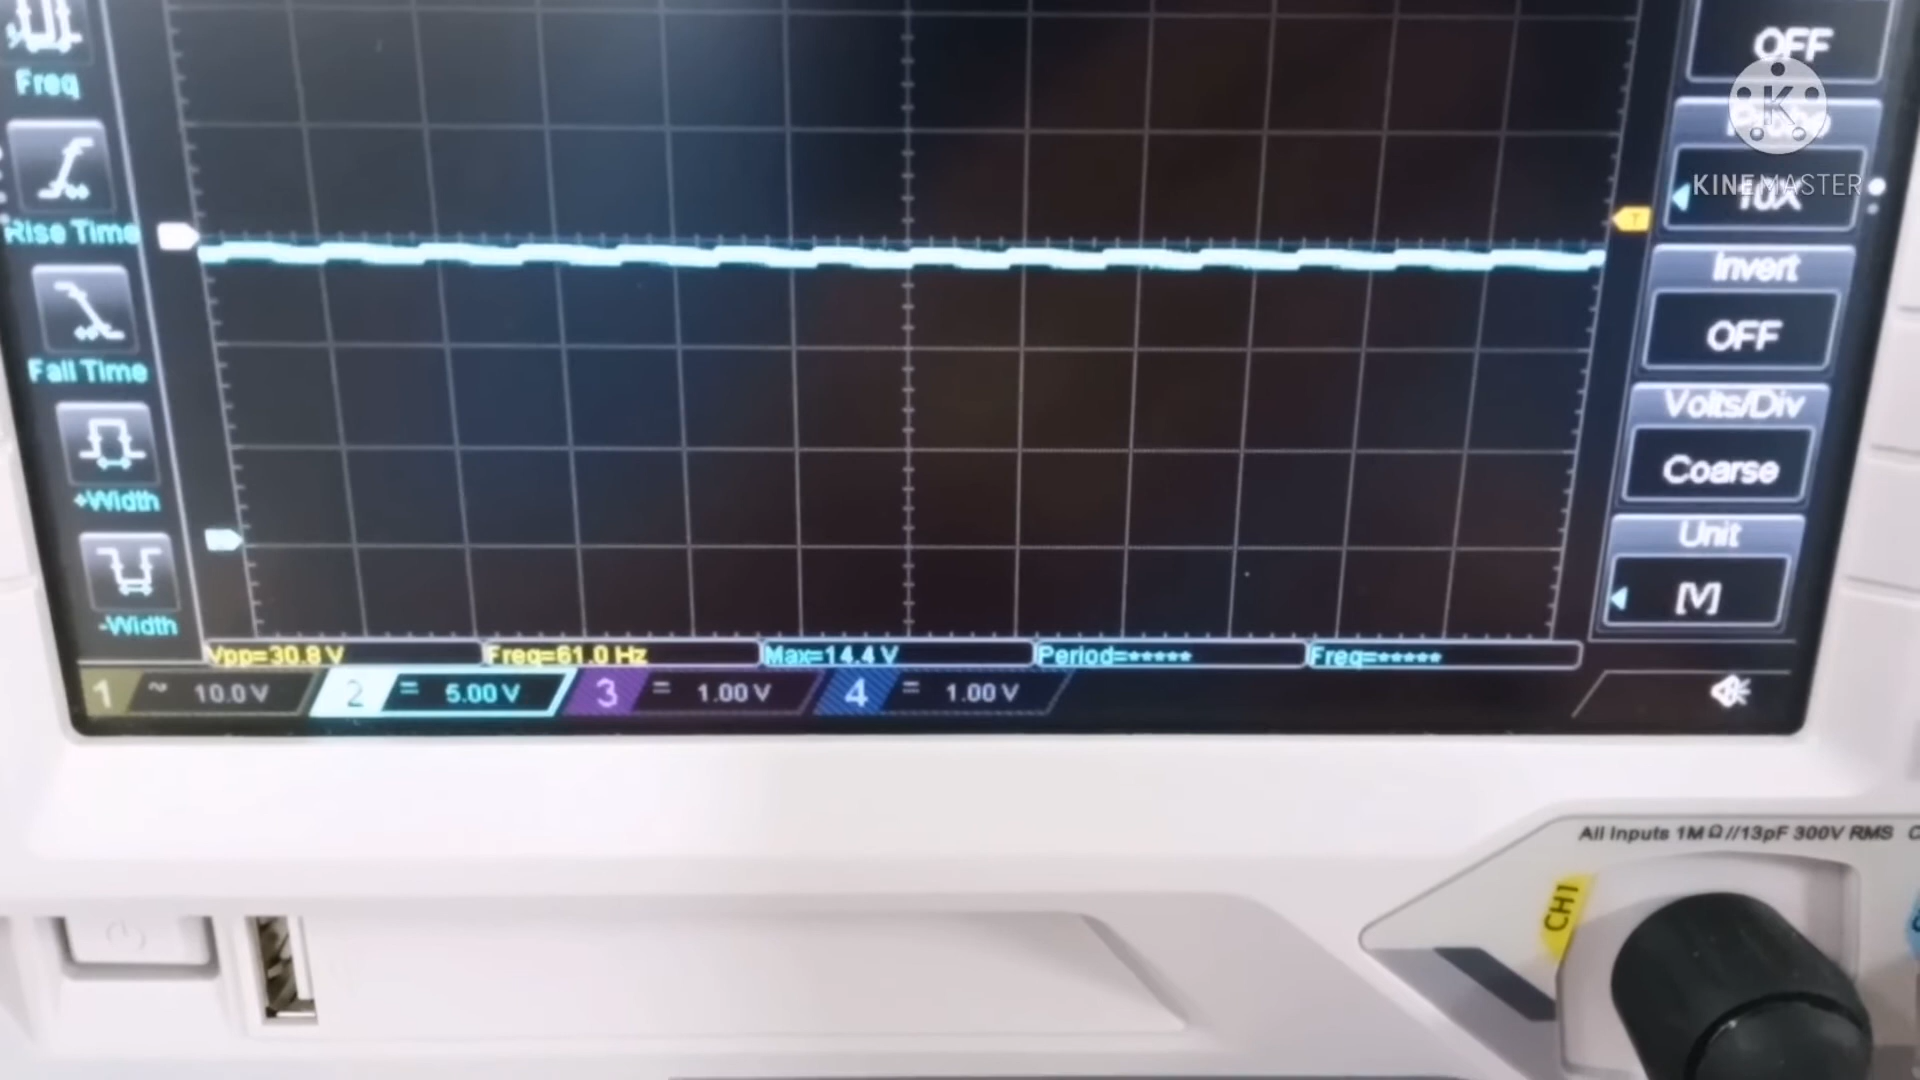 Freq
Rise Time
Fall Time
+Width
-Width
OFF
Probe
10X
K
KINEMASTER
T
Invert
OFF
Volts/Div
Coarse
Unit
[V]
Vpp=30.8 V
Freq=61.0 Hz
Max=14.4 V
Period=*****
Freq=*****
1 ~ 10.0 V
2 = 5.00 V
3 = 1.00 V
4 = 1.00 V
All Inputs 1MΩ//13pF 300V RMS
CH1